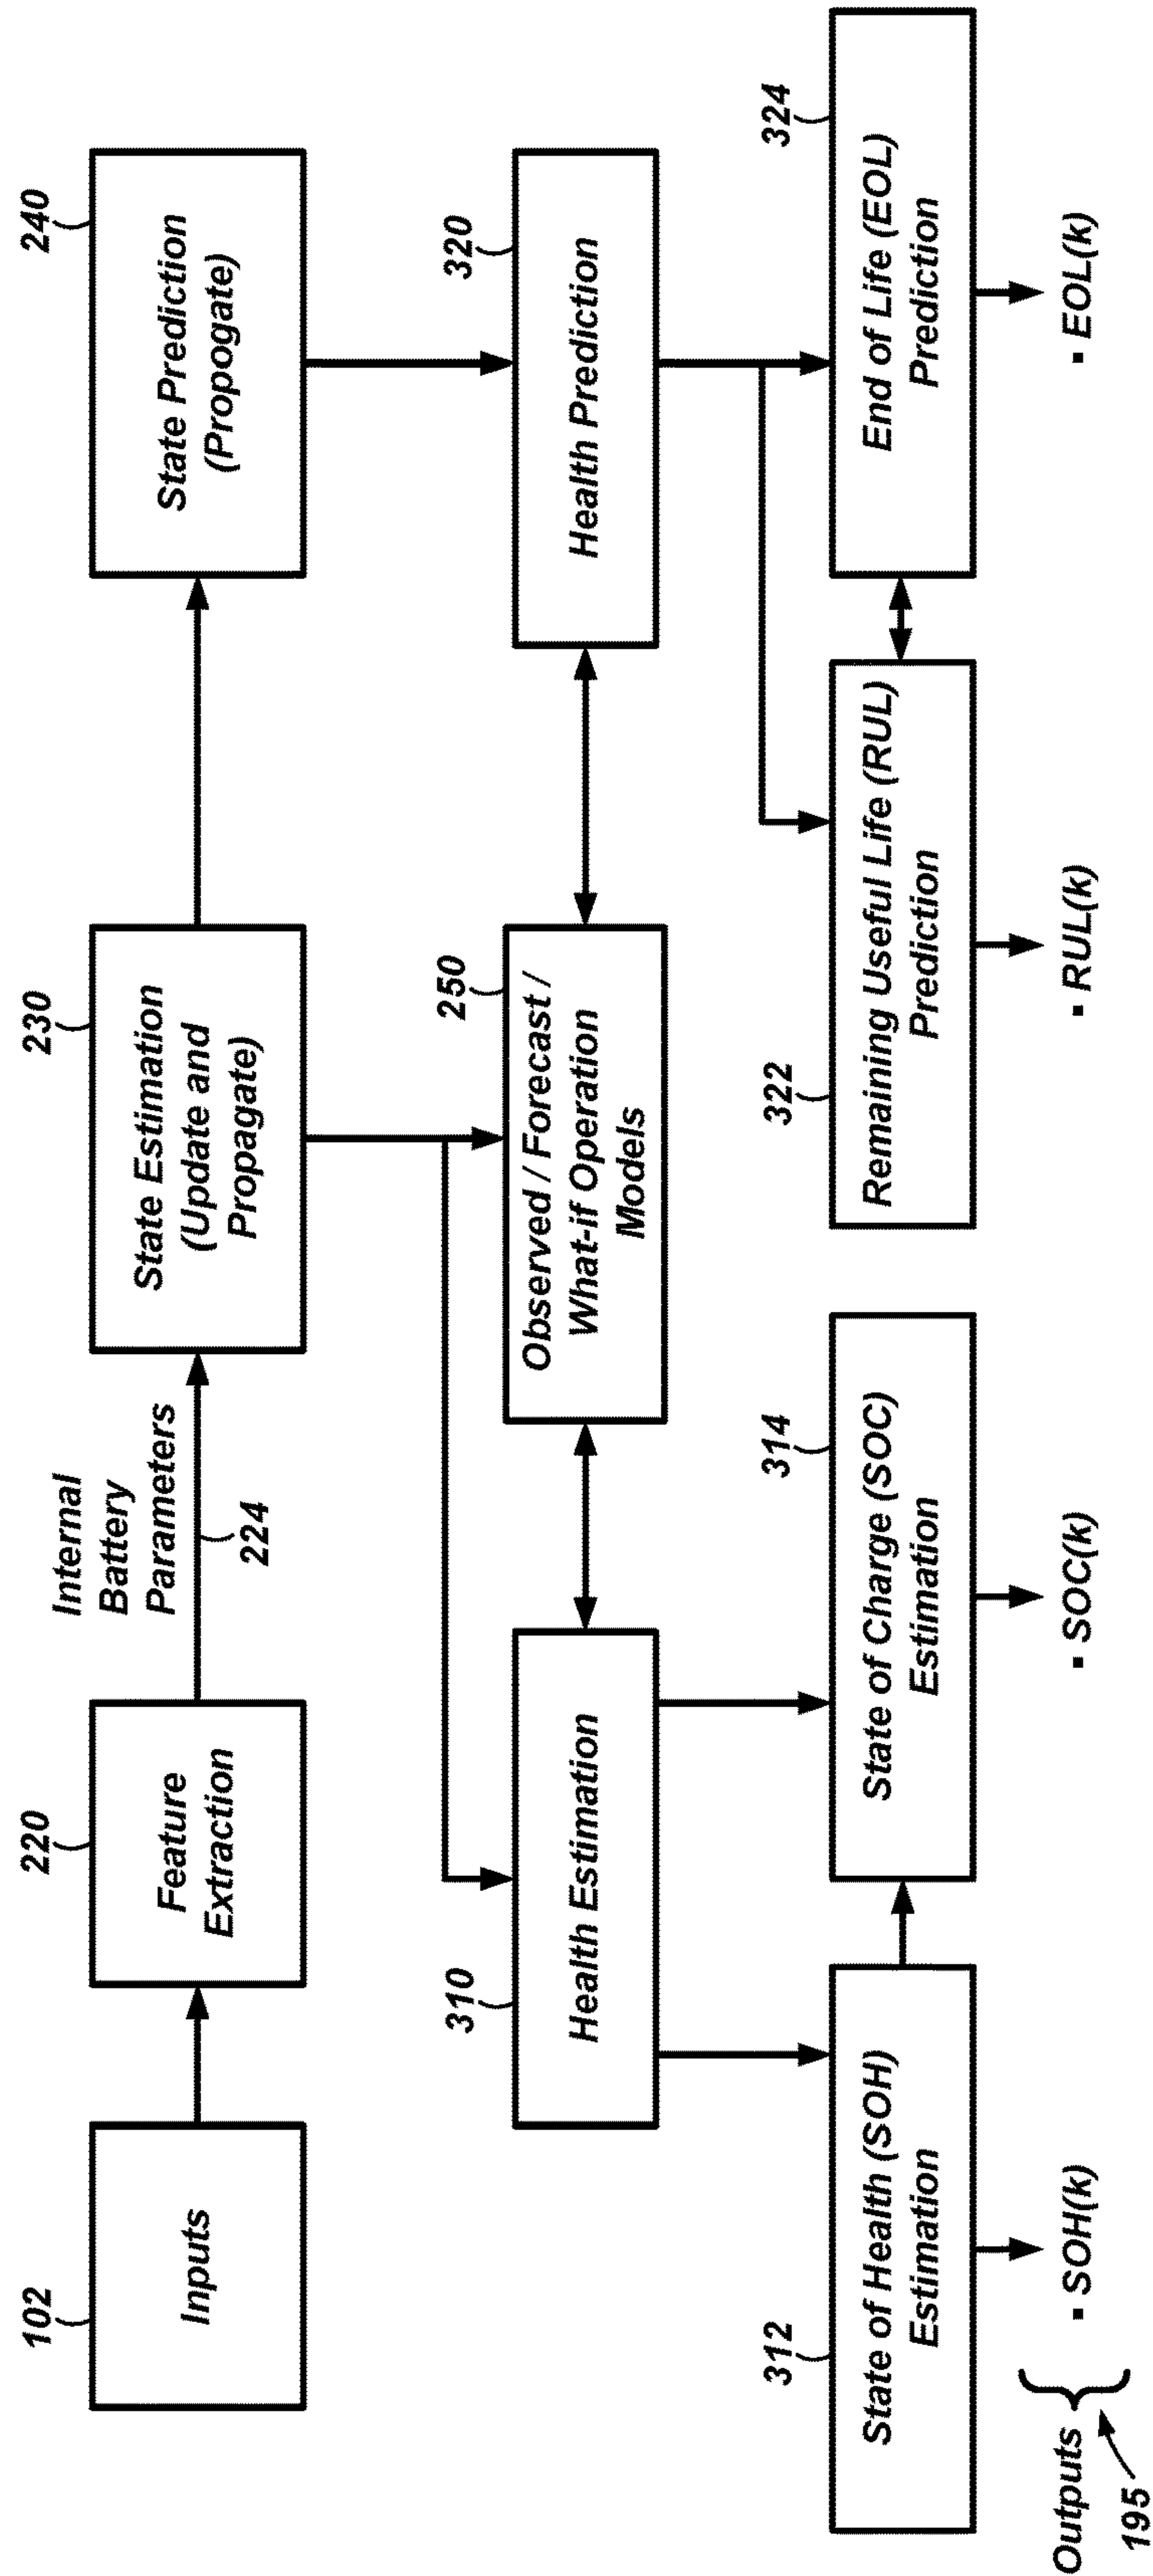 102
Inputs
220
Feature
Extraction
Internal
Battery
Parameters
224
230
State Estimation
(Update and
Propagate)
240
State Prediction
(Propogate)
310
Health Estimation
250
Observed / Forecast /
What-if Operation
Models
320
Health Prediction
312
State of Health (SOH)
Estimation
314
State of Charge (SOC)
Estimation
322
Remaining Useful Life (RUL)
Prediction
324
End of Life (EOL)
Prediction
Outputs
195
▪ SOH(k)
▪ SOC(k)
▪ RUL(k)
▪ EOL(k)